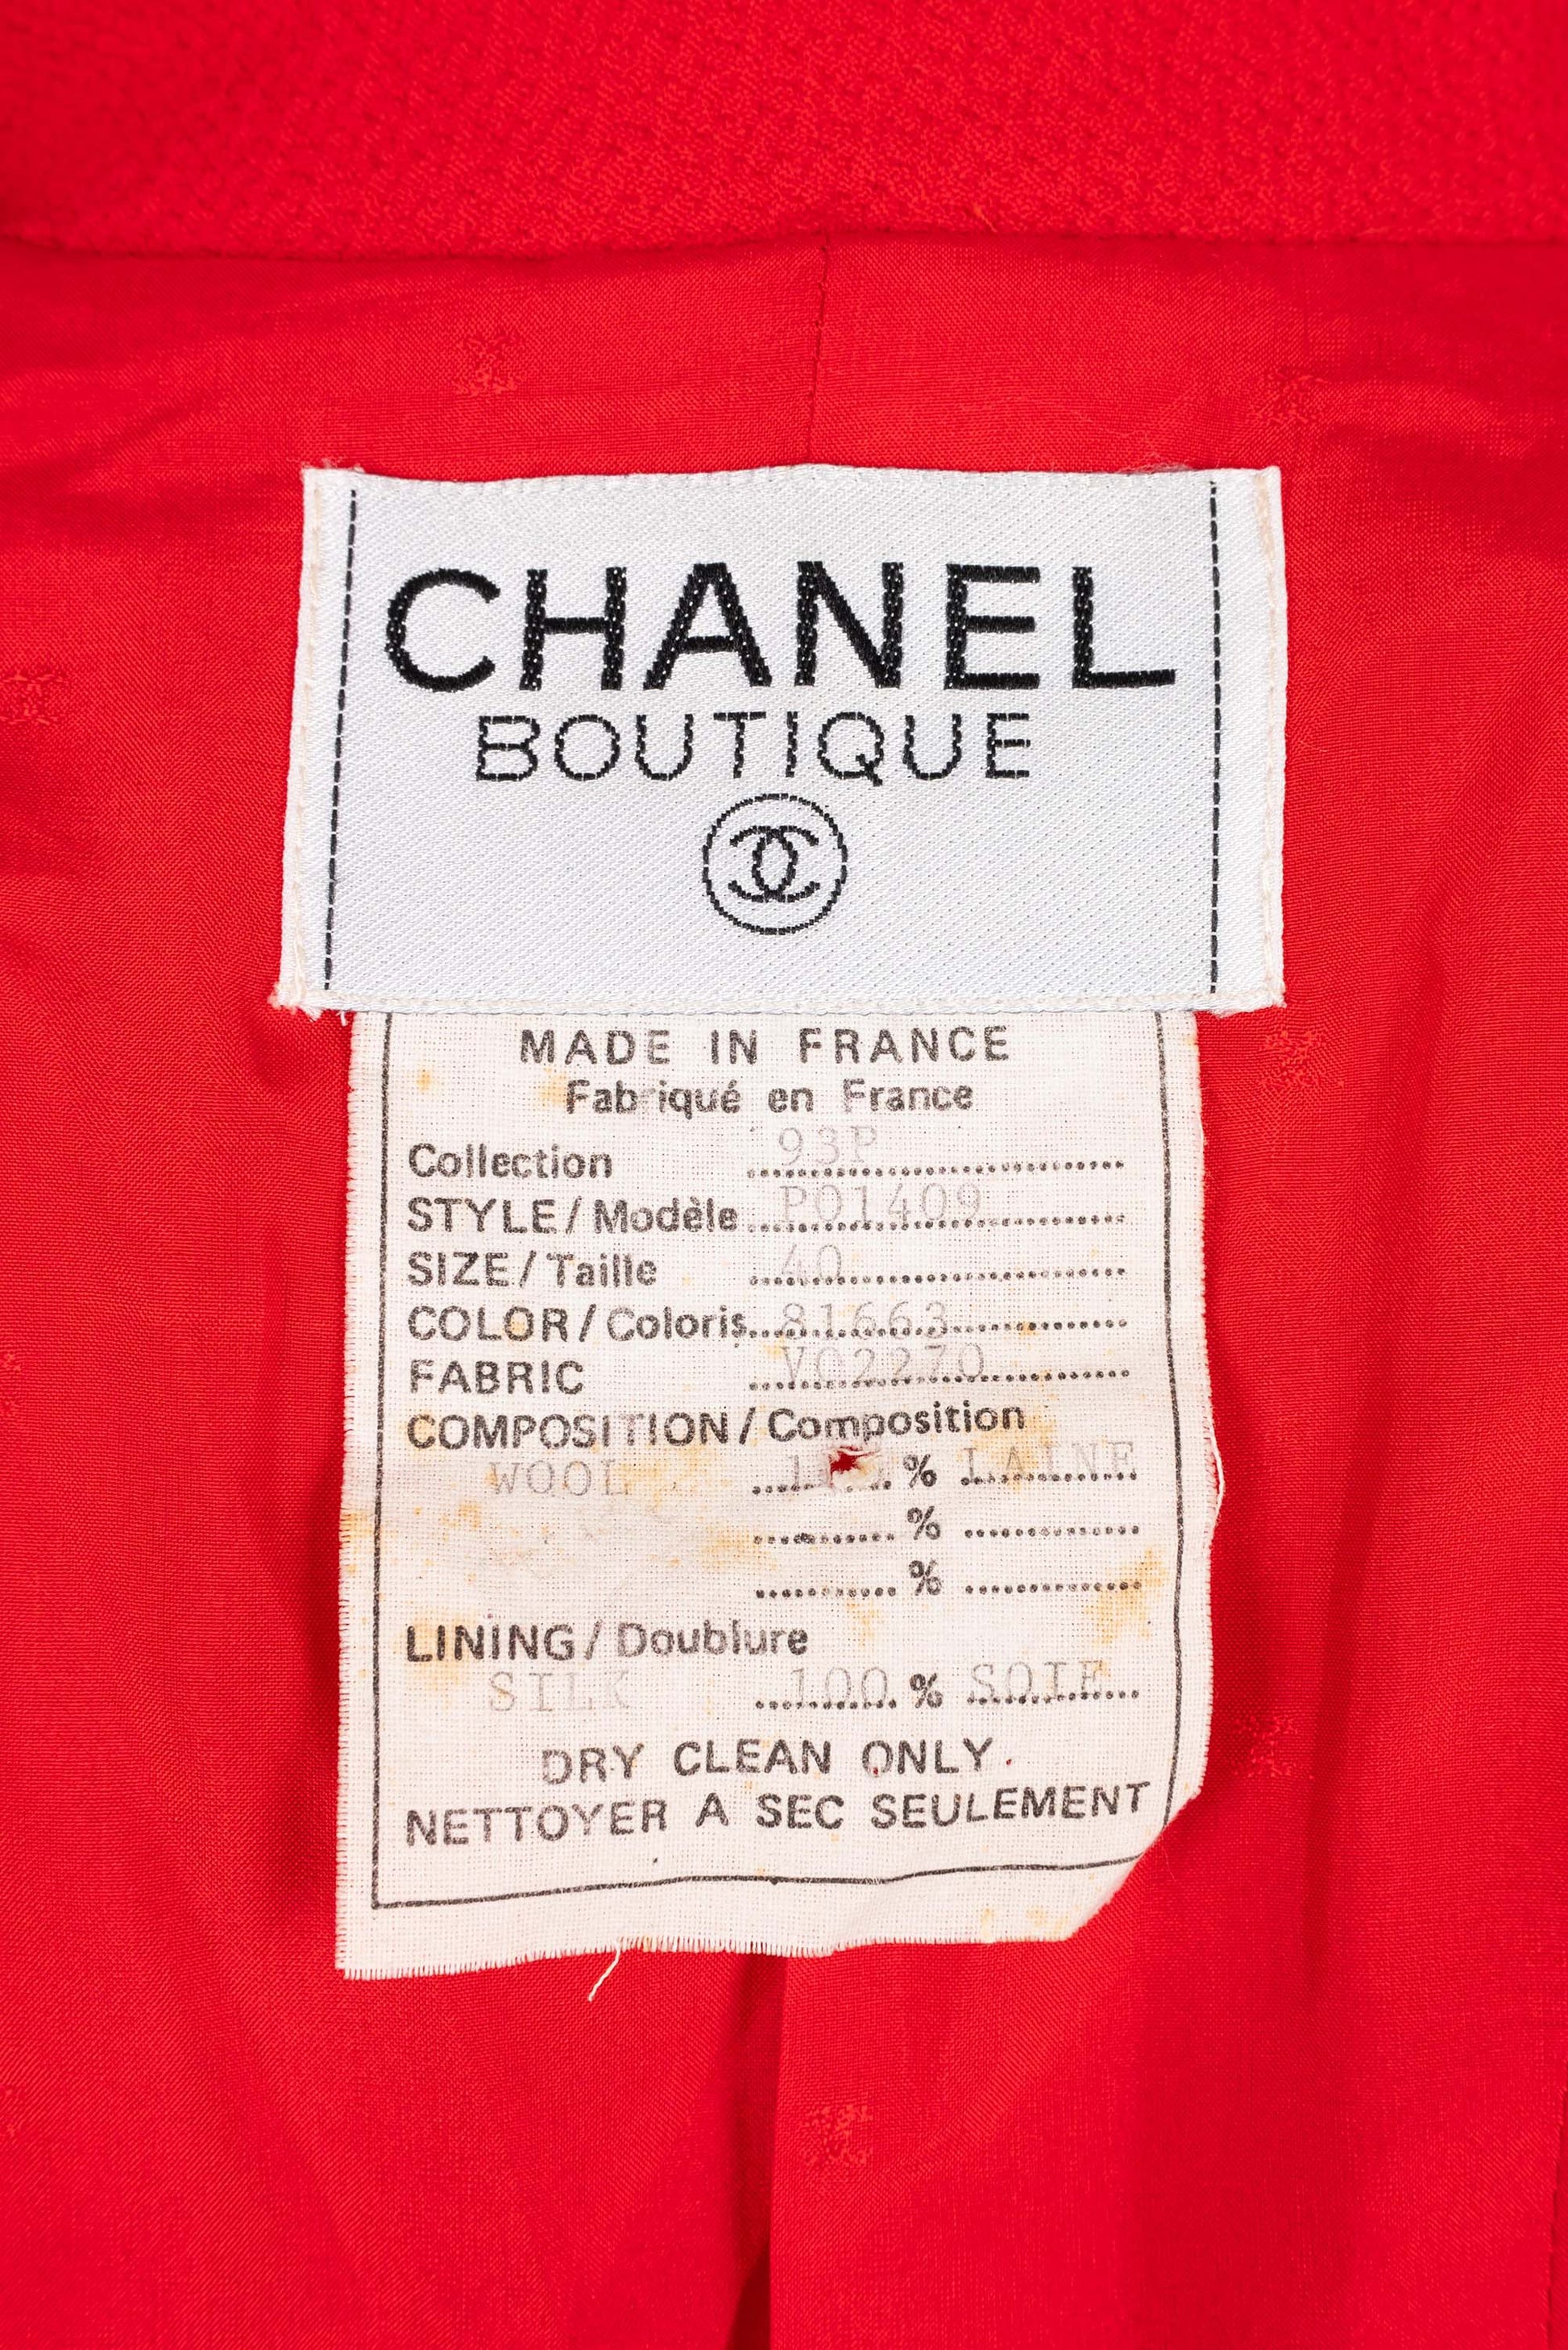 CHANEL
BOUTIQUE
MADE IN FRANCE
Fabriqué en France
Collection 93P
STYLE / Modèle P01409
SIZE / Taille 40
COLOR / Coloris 81663
FABRIC V02270
COMPOSITION / Composition
WOOL % LAINE
%
%
LINING / Doublure
SILK 100 % SOIE
DRY CLEAN ONLY
NETTOYER A SEC SEULEMENT